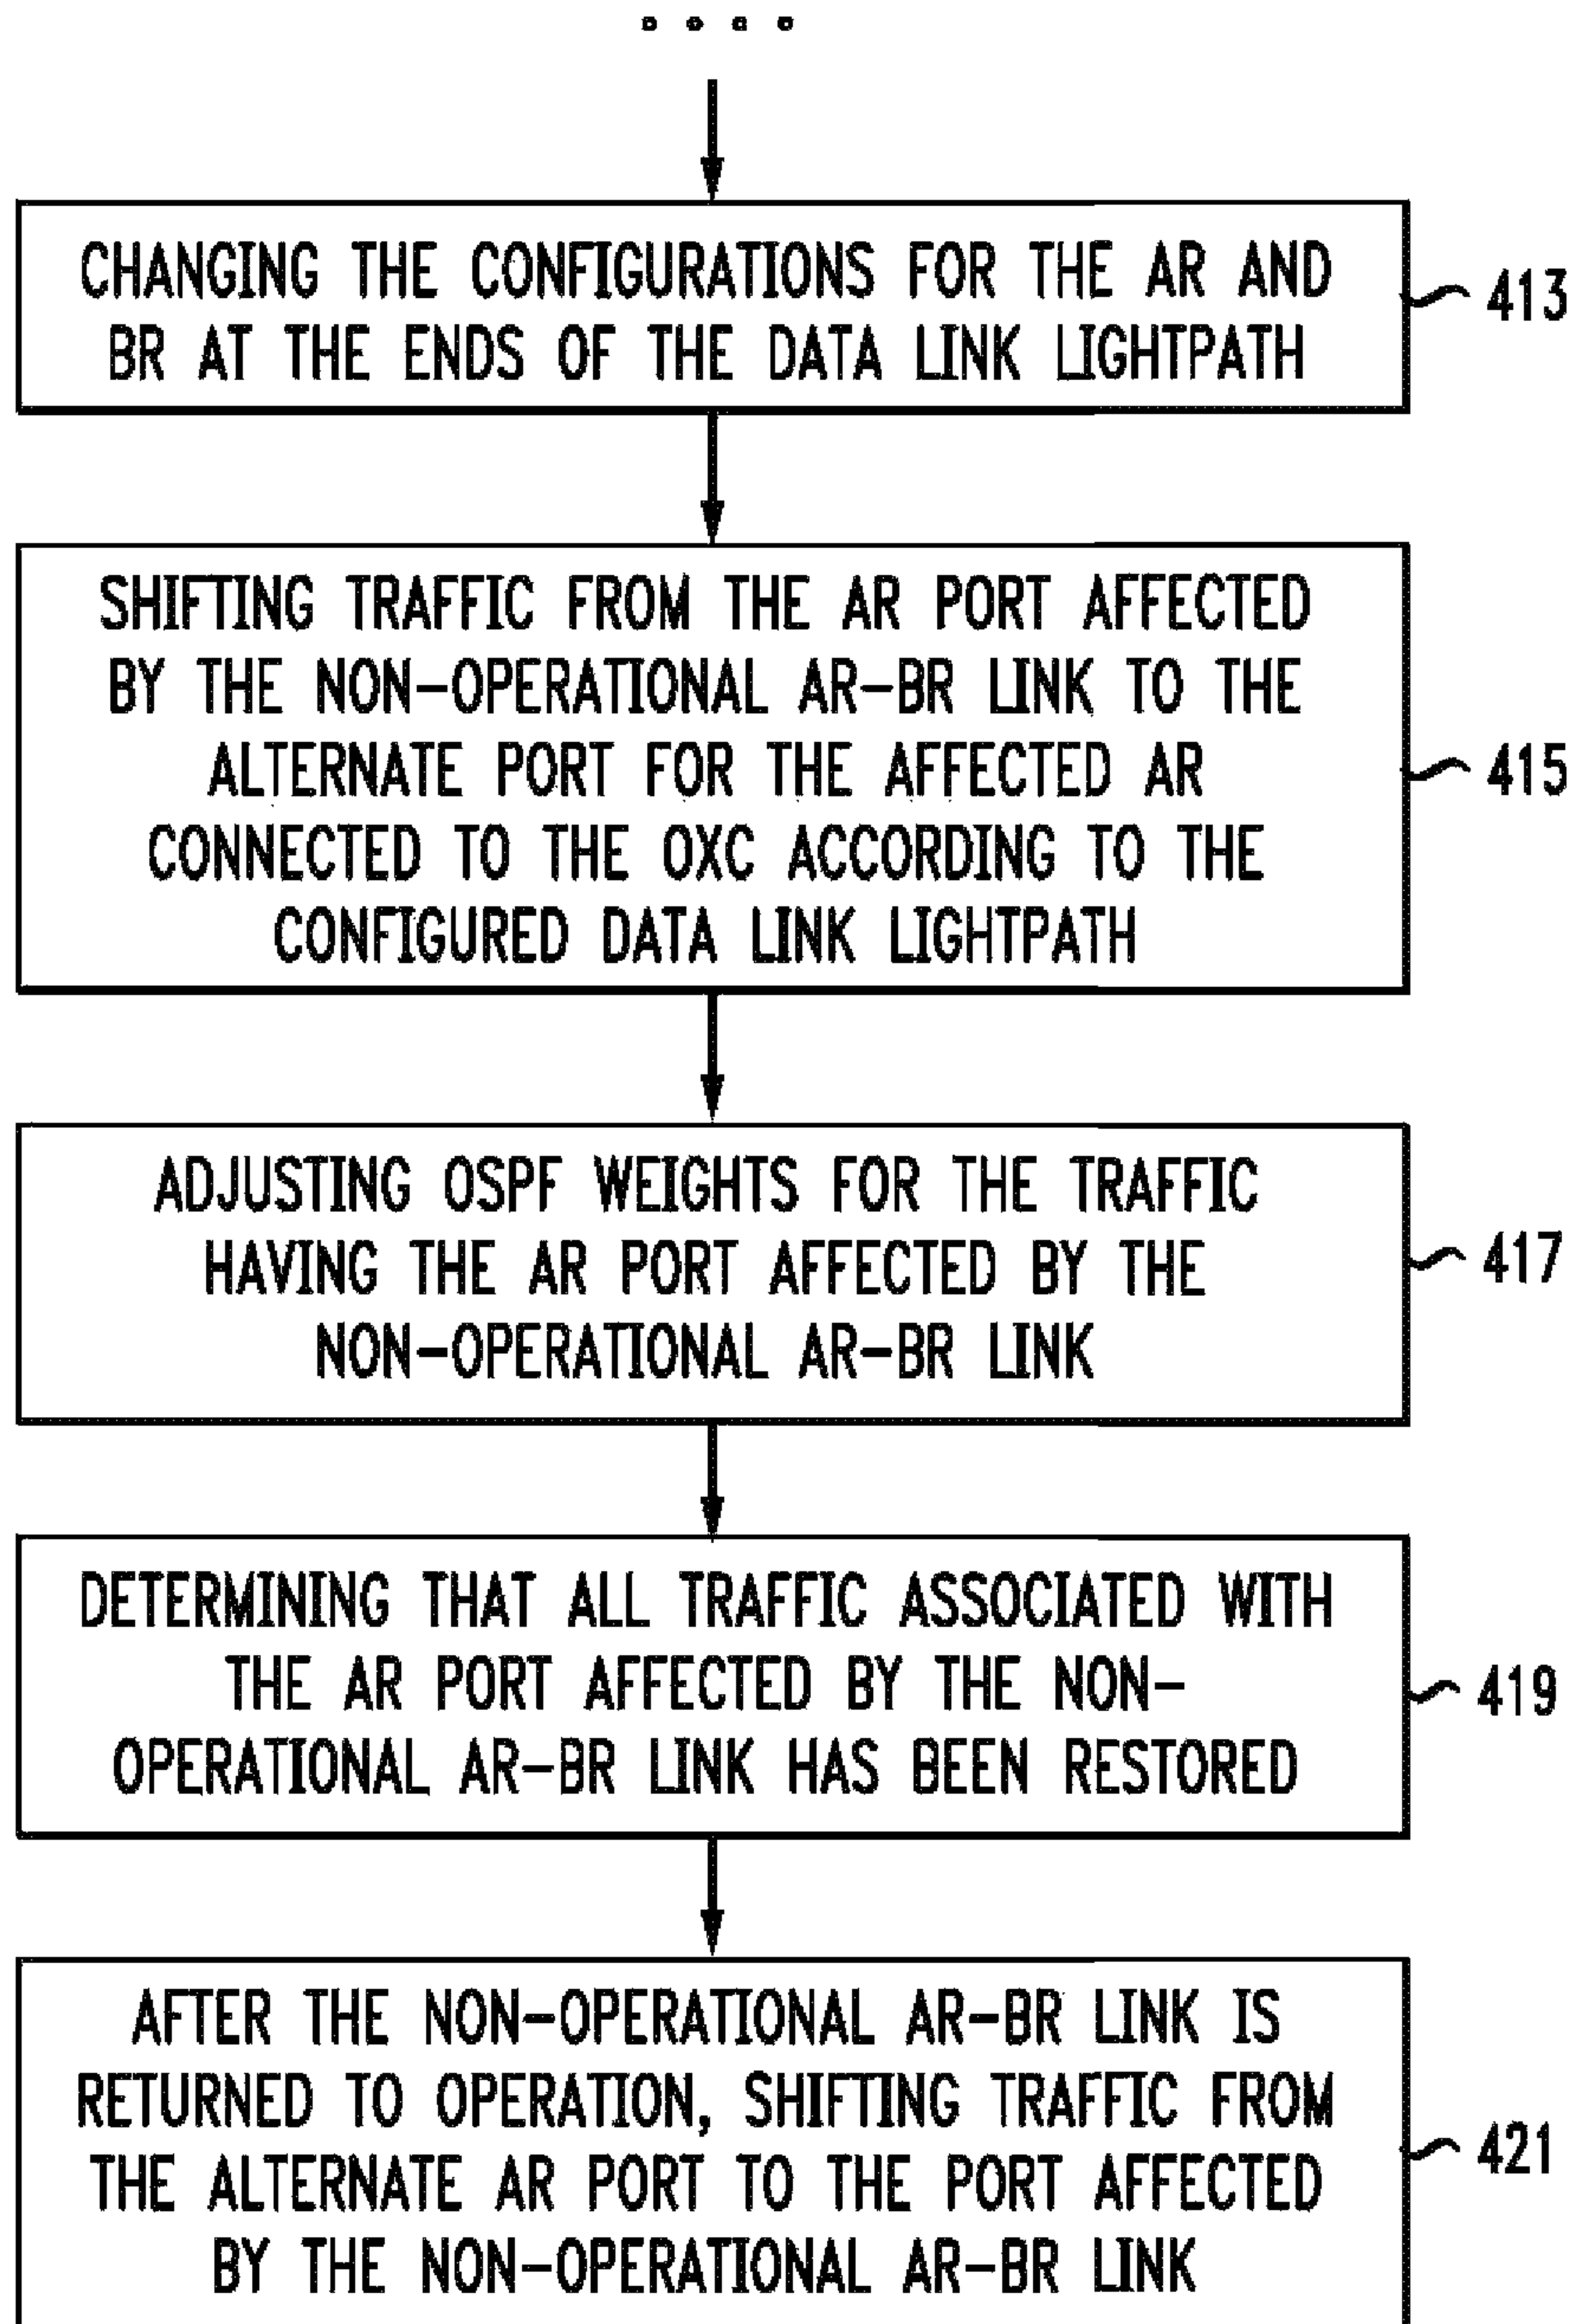 CHANGING THE CONFIGURATIONS FOR THE AR AND
BR AT THE ENDS OF THE DATA LINK LIGHTPATH
413
SHIFTING TRAFFIC FROM THE AR PORT AFFECTED
BY THE NON-OPERATIONAL AR-BR LINK TO THE
ALTERNATE PORT FOR THE AFFECTED AR
CONNECTED TO THE OXC ACCORDING TO THE
CONFIGURED DATA LINK LIGHTPATH
415
ADJUSTING OSPF WEIGHTS FOR THE TRAFFIC
HAVING THE AR PORT AFFECTED BY THE
NON-OPERATIONAL AR-BR LINK
417
DETERMINING THAT ALL TRAFFIC ASSOCIATED WITH
THE AR PORT AFFECTED BY THE NON-
OPERATIONAL AR-BR LINK HAS BEEN RESTORED
419
AFTER THE NON-OPERATIONAL AR-BR LINK IS
RETURNED TO OPERATION, SHIFTING TRAFFIC FROM
THE ALTERNATE AR PORT TO THE PORT AFFECTED
BY THE NON-OPERATIONAL AR-BR LINK
421